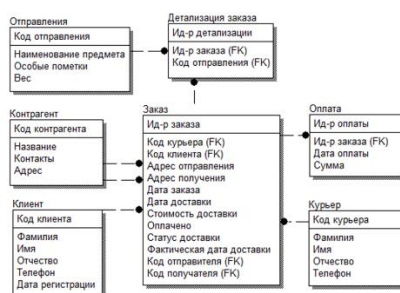 Отправления
Код отправления
Наименование предмета
Особые пометки
Вес
Детализация заказа
Ид-р детализации
Ид-р заказа (FK)
Код отправления (FK)
Контрагент
Код контрагента
Название
Контакты
Адрес
Заказ
Ид-р заказа
Код курьера (FK)
Код клиента (FK)
Адрес отправления
Адрес получения
Дата заказа
Дата доставки
Стоимость доставки
Оплачено
Статус доставки
Фактическая дата доставки
Код отправителя (FK)
Код получателя (FK)
Оплата
Ид-р оплаты
Ид-р заказа (FK)
Дата оплаты
Сумма
Клиент
Код клиента
Фамилия
Имя
Отчество
Телефон
Дата регистрации
Курьер
Код курьера
Фамилия
Имя
Отчество
Телефон